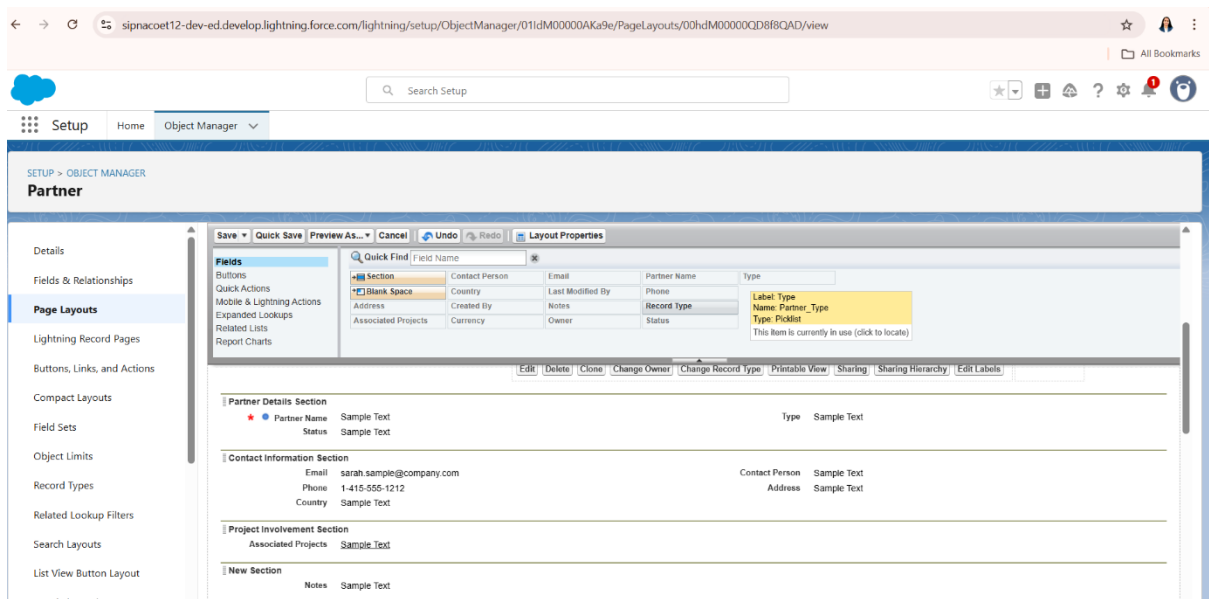 sipnacoet12-dev-ed.develop.lightning.force.com/lightning/setup/ObjectManager/01IdM00000AKa9e/PageLayouts/00hdM00000QD8f8QAD/view
All Bookmarks
Search Setup
1
Setup Home Object Manager
SETUP > OBJECT MANAGER
Partner
Details
Fields & Relationships
Page Layouts
Lightning Record Pages
Buttons, Links, and Actions
Compact Layouts
Field Sets
Object Limits
Record Types
Related Lookup Filters
Search Layouts
List View Button Layout
Save Quick Save Preview As... Cancel Undo Redo Layout Properties
Fields
Buttons
Quick Actions
Mobile & Lightning Actions
Expanded Lookups
Related Lists
Report Charts
Quick Find Field Name
Section Contact Person Email Partner Name Type
Blank Space Country Last Modified By Phone
Address Created By Notes Record Type
Associated Projects Currency Owner Status
Label: Type
Name: Partner_Type
Type: Picklist
This item is currently in use (click to locate)
Edit Delete Clone Change Owner Change Record Type Printable View Sharing Sharing Hierarchy Edit Labels
Partner Details Section
* Partner Name Sample Text Type Sample Text
Status Sample Text
Contact Information Section
Email sarah.sample@company.com Contact Person Sample Text
Phone 1-415-555-1212 Address Sample Text
Country Sample Text
Project Involvement Section
Associated Projects Sample Text
New Section
Notes Sample Text